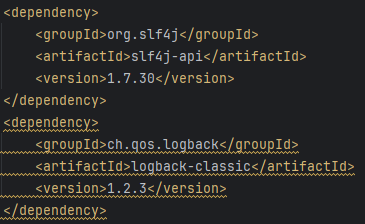 <dependency>
    <groupId>org.slf4j</groupId>
    <artifactId>slf4j-api</artifactId>
    <version>1.7.30</version>
</dependency>
<dependency>
    <groupId>ch.qos.logback</groupId>
    <artifactId>logback-classic</artifactId>
    <version>1.2.3</version>
</dependency>